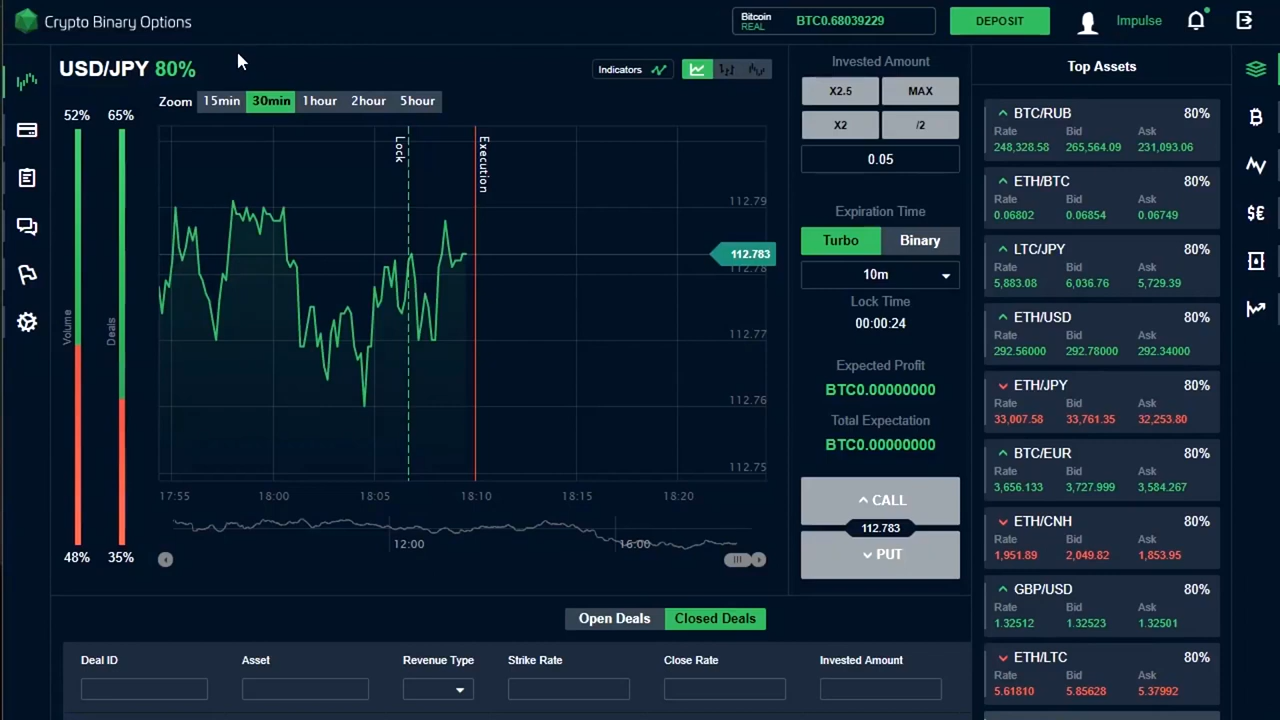 Crypto Binary Options
Bitcoin
REAL
BTC0.68039229
DEPOSIT
Impulse
USD/JPY 80%
Indicators
Zoom 15min 30min 1hour 2hour 5hour
52% 65%
Volume
Deals
48% 35%
Lock
Execution
112.79
112.783
112.78
112.77
112.76
112.75
17:55 18:00 18:05 18:10 18:15 18:20
12:00 16:00
Invested Amount
X2.5 MAX
X2 /2
0.05
Expiration Time
Turbo Binary
10m
Lock Time
00:00:24
Expected Profit
BTC0.00000000
Total Expectation
BTC0.00000000
CALL
112.783
PUT
Top Assets
BTC/RUB 80%
Rate Bid Ask
248,328.58 265,564.09 231,093.06
ETH/BTC 80%
Rate Bid Ask
0.06802 0.06854 0.06749
LTC/JPY 80%
Rate Bid Ask
5,883.08 6,036.76 5,729.39
ETH/USD 80%
Rate Bid Ask
292.56000 292.78000 292.34000
ETH/JPY 80%
Rate Bid Ask
33,007.58 33,761.35 32,253.80
BTC/EUR 80%
Rate Bid Ask
3,656.133 3,727.999 3,584.267
ETH/CNH 80%
Rate Bid Ask
1,951.89 2,049.82 1,853.95
GBP/USD 80%
Rate Bid Ask
1.32512 1.32523 1.32501
ETH/LTC 80%
Rate Bid Ask
5.61810 5.85628 5.37992
Open Deals Closed Deals
Deal ID Asset Revenue Type Strike Rate Close Rate Invested Amount